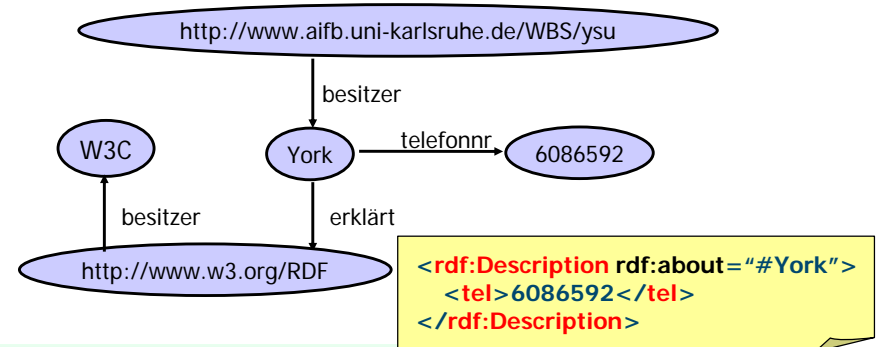 http://www.aifb.uni-karlsruhe.de/WBS/ysu
besitzer
W3C
York
telefonnr
6086592
besitzer
erklärt
http://www.w3.org/RDF
<rdf:Description rdf:about=“#York”>
<tel>6086592</tel>
</rdf:Description>